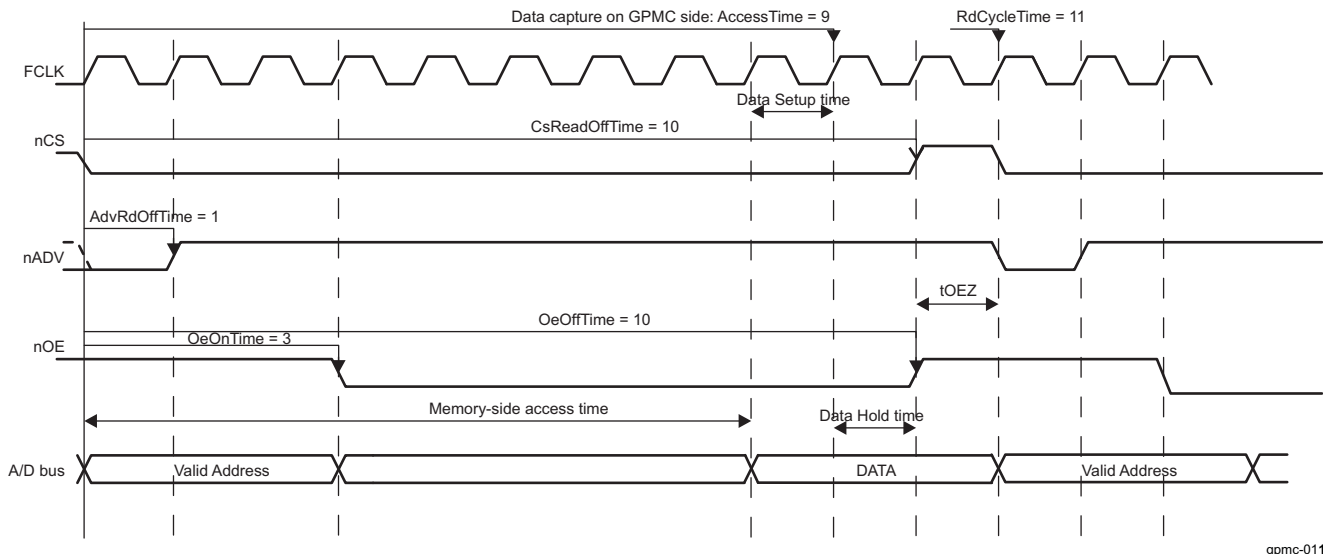 Data capture on GPMC side: AccessTime = 9
RdCycleTime = 11
FCLK
Data Setup time
CsReadOffTime = 10
nCS
AdvRdOffTime = 1
nADV
tOEZ
OeOffTime = 10
OeOnTime = 3
nOE
Memory-side access time
Data Hold time
A/D bus
Valid Address
DATA
Valid Address
gpmc-011